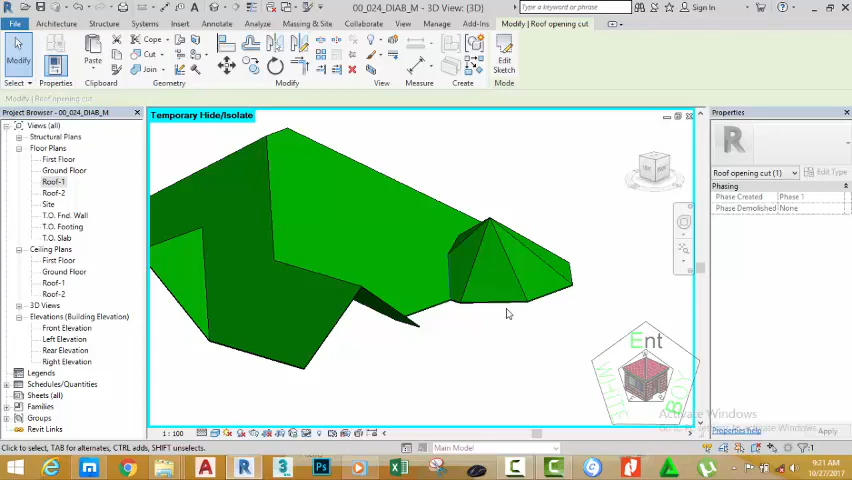 00_024_DIAB_M - 3D View: {3D}
Type a keyword or phrase
Sign In
File Architecture Structure Systems Insert Annotate Analyze Massing & Site Collaborate View Manage Add-Ins Modify | Roof opening cut
Modify Paste Cope Cut Join Edit Sketch
Select Properties Clipboard Geometry Modify View Measure Create Mode
Modify | Roof opening cut
Project Browser - 00_024_DIAB_M
Views (all)
Structural Plans
Floor Plans
First Floor
Ground Floor
Roof-1
Roof-2
Site
T.O. Fnd. Wall
T.O. Footing
T.O. Slab
Ceiling Plans
First Floor
Ground Floor
Roof-1
Roof-2
3D Views
Elevations (Building Elevation)
Front Elevation
Left Elevation
Rear Elevation
Right Elevation
Legends
Schedules/Quantities
Sheets (all)
Families
Groups
Revit Links
Temporary Hide/Isolate
Ent
WHITE
BOY
Activate Windows
1 : 100
Properties
Roof opening cut (1)
Edit Type
Phasing
Phase Created Phase 1
Phase Demolished None
Properties help
Apply
Click to select, TAB for alternates, CTRL adds, SHIFT unselects.
:0
Main Model
9:21 AM
10/27/2017